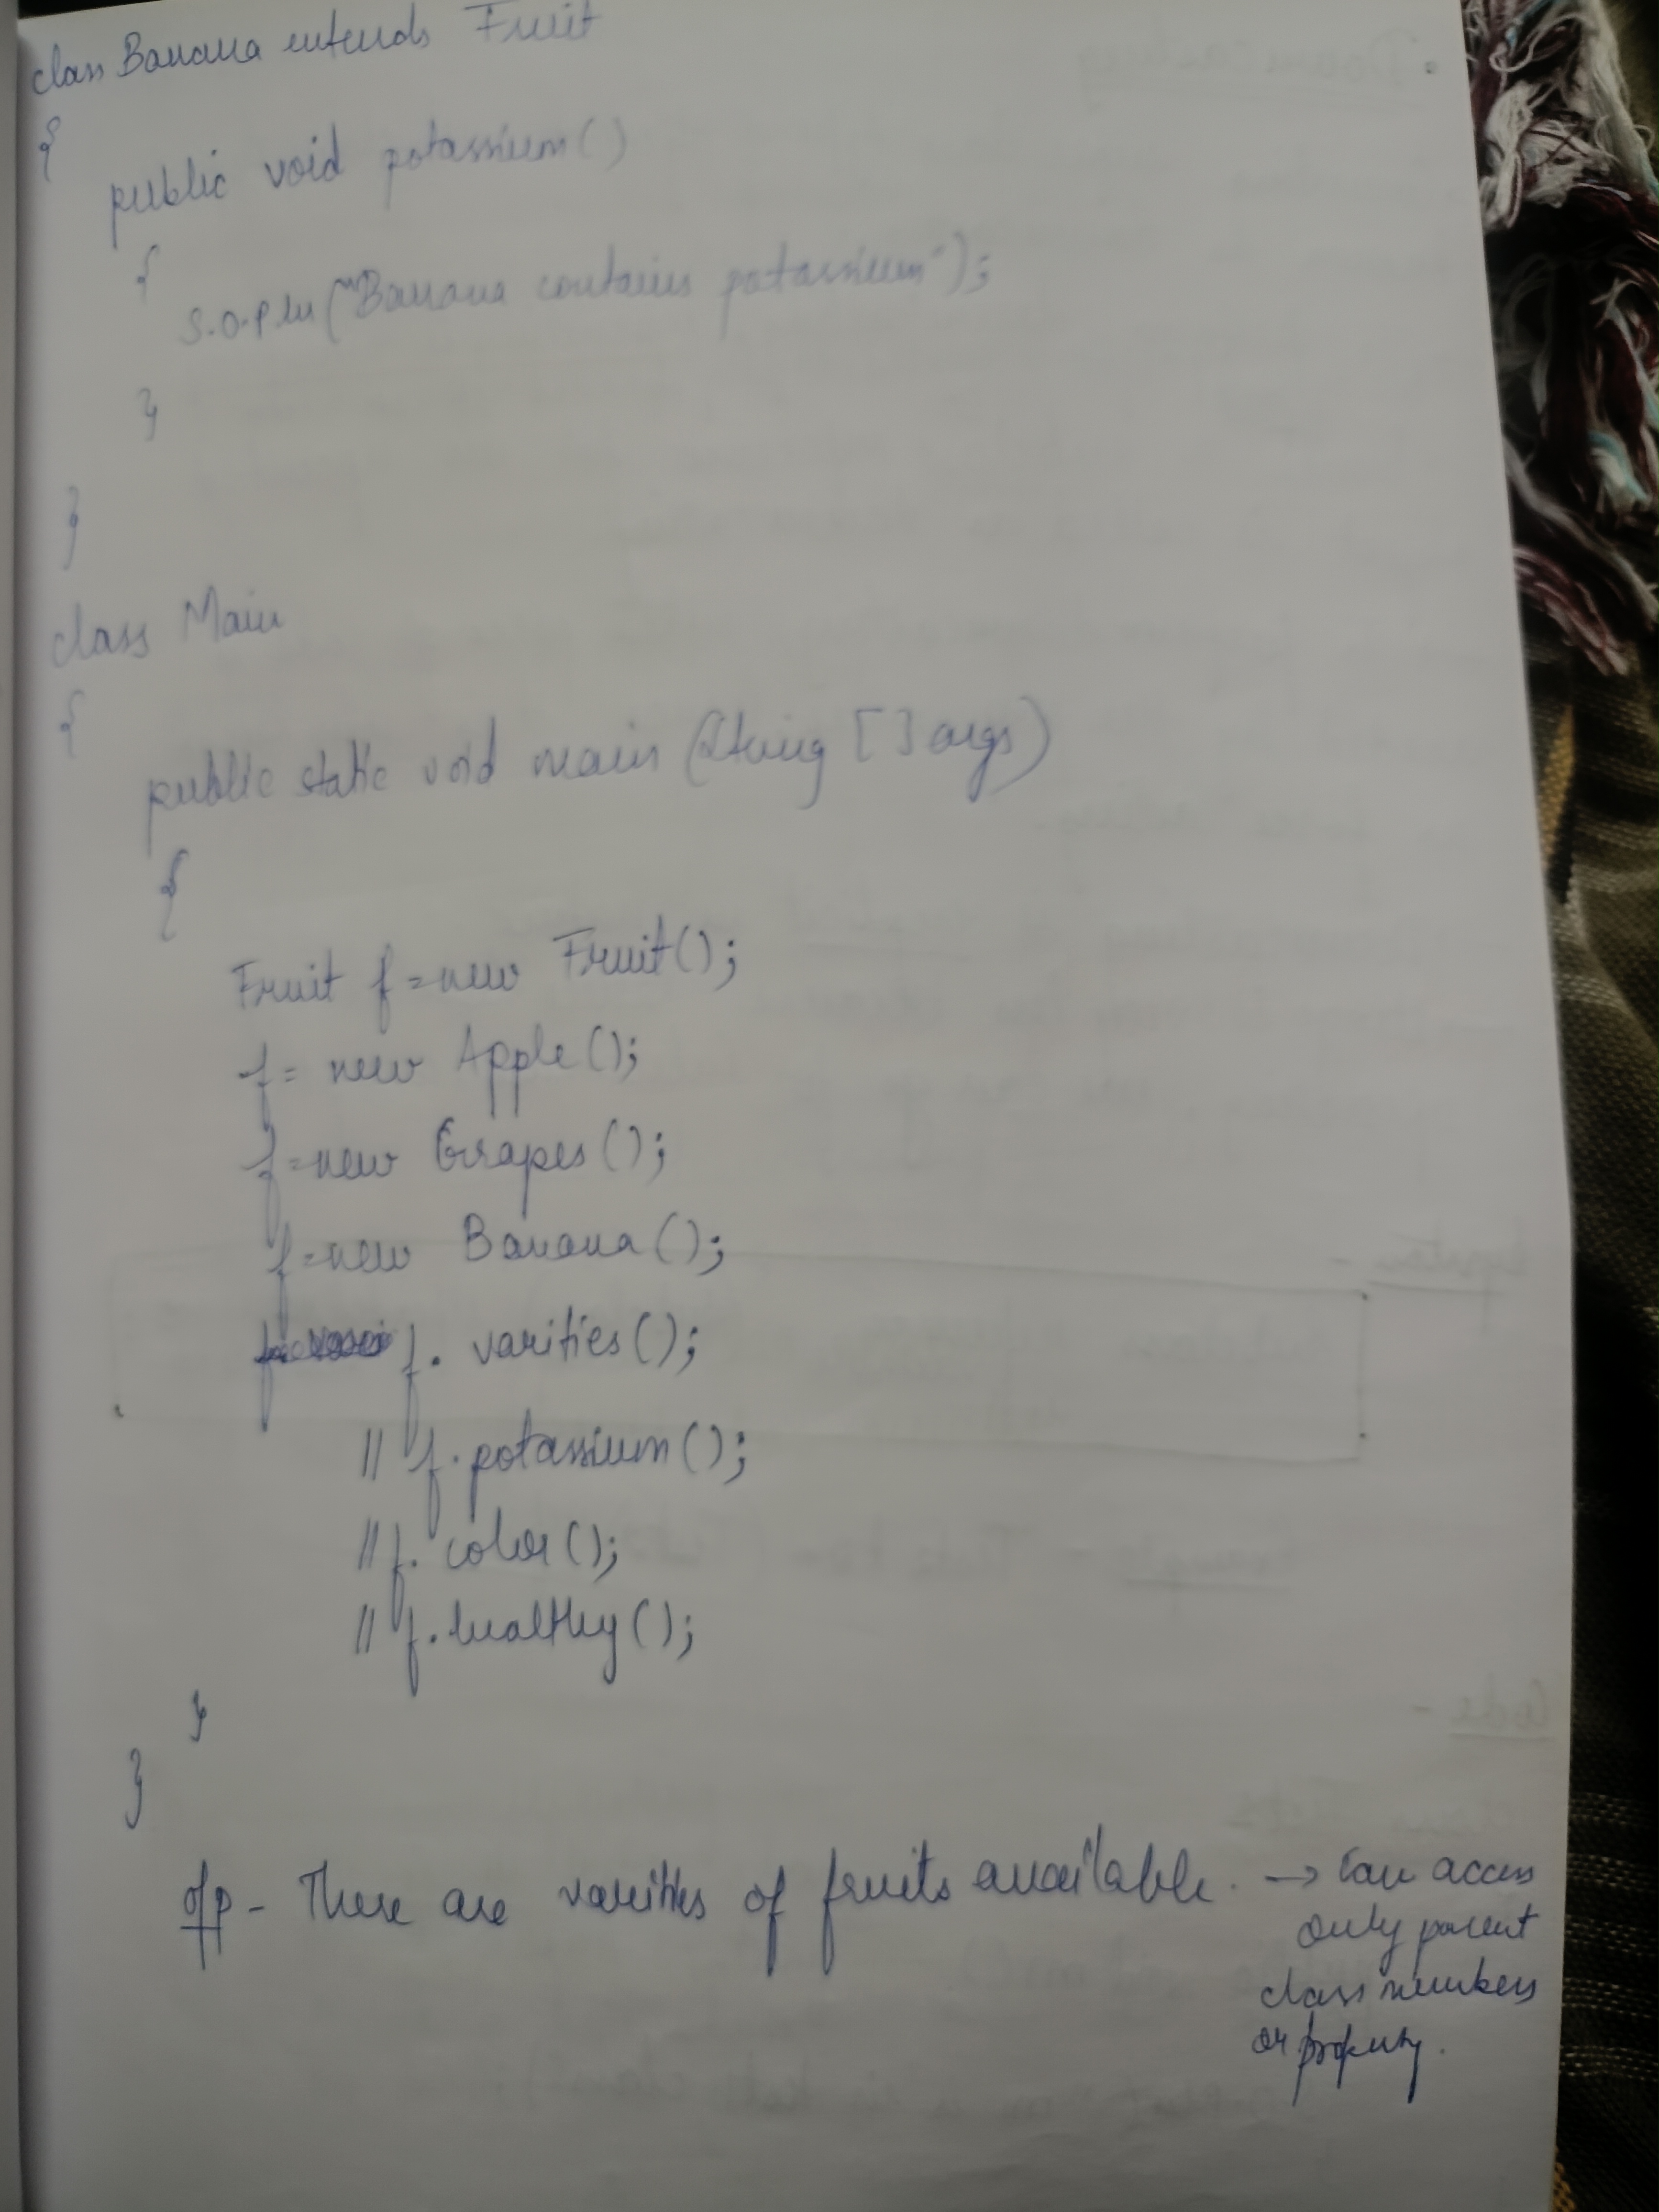 class Banana extends Fruit
{
public void potassium()
{
S.O.P.ln("Banana contains potassium");
}
}
class Main
{
public static void main (String [] args)
{
Fruit f = new Fruit();
f = new Apple();
f = new Grapes();
f = new Banana();
f. varities();
// f. potassium();
// f. color();
// f. healthy();
}
}
o/p - There are varities of fruits available. → Can access
only parent
class members
or property.